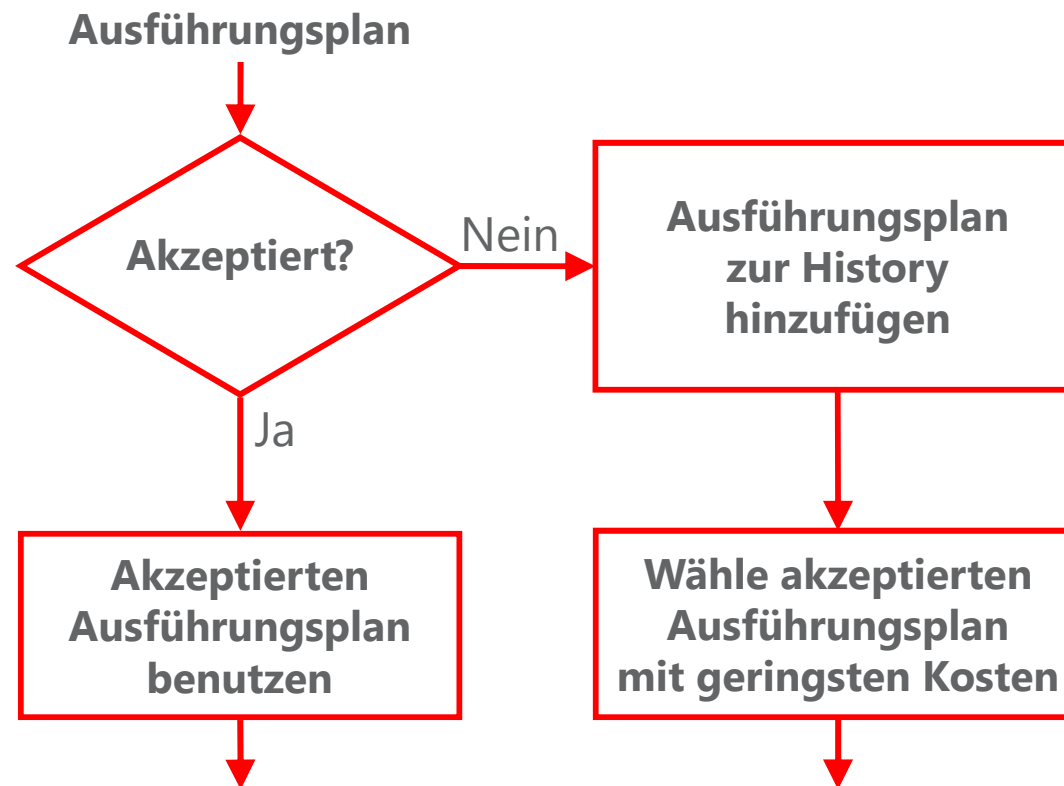 Ausführungsplan
Akzeptiert?
Nein
Ausführungsplan
zur History
hinzufügen
Ja
Akzeptierten
Ausführungsplan
benutzen
Wähle akzeptierten
Ausführungsplan
mit geringsten Kosten